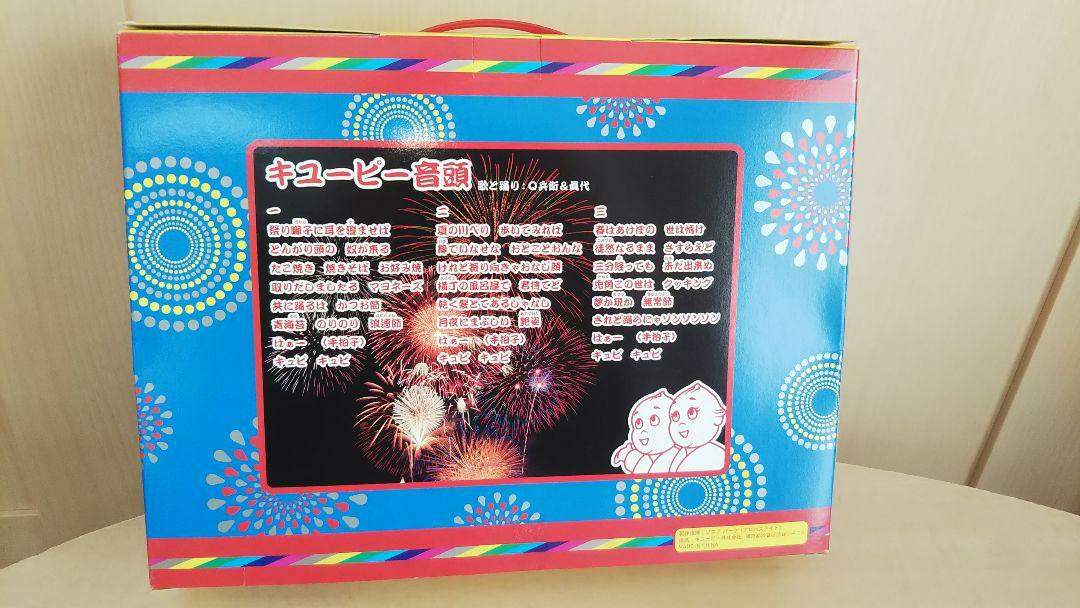 キユーピー音頭
歌と踊り：Q兵衛&眞代
一
祭り囃子に耳を澄ませば
とんがり頭の 奴が来る
たこ焼き 焼きそば お好み焼
取りだしましたる マヨネーズ
共に踊るは かつお節
青海苔 のりのり 浪速節
はぁー （手拍子）
キュピ キュピ
二
夏の川べり 歩いてみれば
粋でいなせな おとことおんな
けれど振り向きゃおなじ顔
横丁の風呂屋で 君待てど
乾く髪とてあるじゃなし
月夜にまぶしい 艶姿
はぁー （手拍子）
キュピ キュピ
三
春はあけぼの 世は情け
徒然なるまま さすらえど
三分経っても 未だ出来ぬ
兎角この世は クッキング
夢か現か 無常節
されど踊らにゃソンソンソン
はぁー （手拍子）
キュピ キュピ
MADE IN CHINA